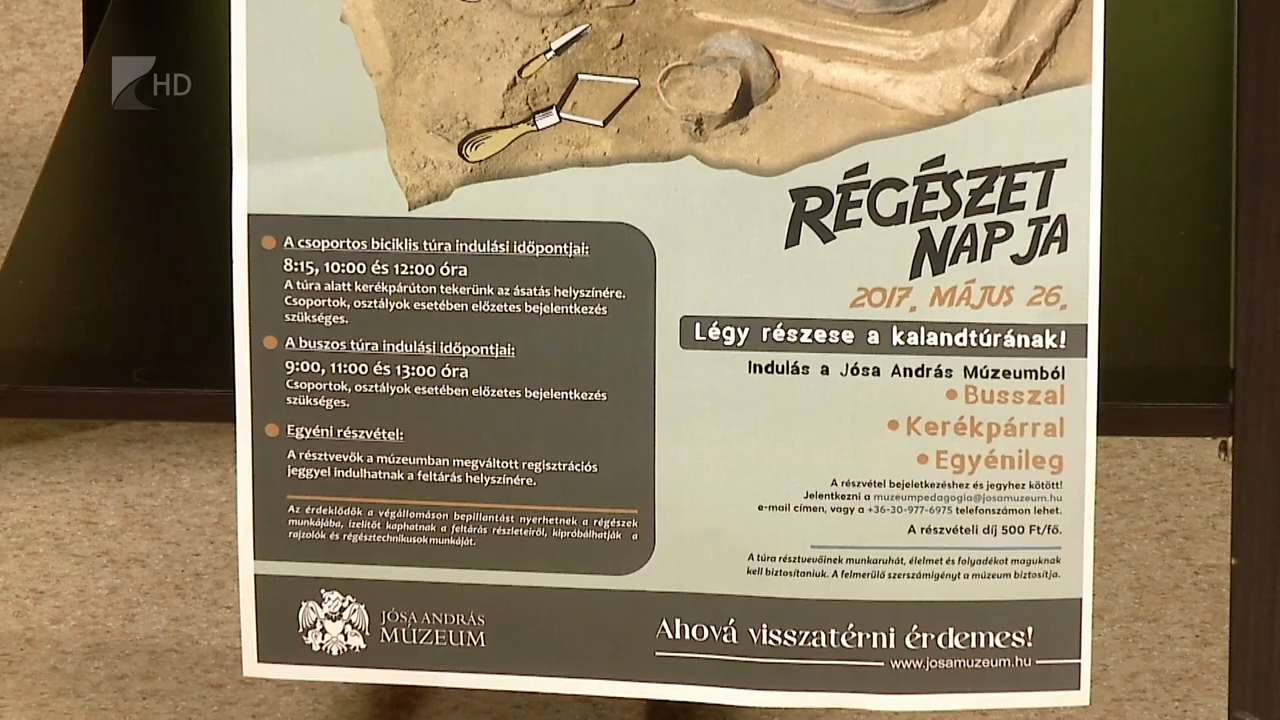 HD
RÉGÉSZET
NAPJA
2017. MÁJUS 26.
Légy részese a kalandtúrának!
Indulás a Jósa András Múzeumból
• Busszal
• Kerékpárral
• Egyénileg
A részvétel bejeletkezéshez és jegyhez kötött!
Jelentkezni a muzeumpedagogia@josamuzeum.hu
e-mail címen, vagy a +36-30-977-6975 telefonszámon lehet.
A részvételi díj 500 Ft/fő.
A túra résztvevőinek munkaruhát, élelmet és folyadékot maguknak
kell biztosítaniuk. A felmerülő szerszámigényt a múzeum biztosítja.
A csoportos biciklis túra indulási időpontjai:
8:15, 10:00 és 12:00 óra
A túra alatt kerékpárúton tekerünk az ásatás helyszínére.
Csoportok, osztályok esetében előzetes bejelentkezés
szükséges.
A buszos túra indulási időpontjai:
9:00, 11:00 és 13:00 óra
Csoportok, osztályok esetében előzetes bejelentkezés
szükséges.
Egyéni részvétel:
A résztvevők a múzeumban megváltott regisztrációs
jeggyel indulhatnak a feltárás helyszínére.
Az érdeklődők a végállomáson bepillantást nyerhetnek a régészek
munkájába, ízelítőt kaphatnak a feltárás részleteiről, kipróbálhatják a
rajzolók és régésztechnikusok munkáját.
JÓSA ANDRÁS
MÚZEUM
Ahová visszatérni érdemes!
www.josamuzeum.hu